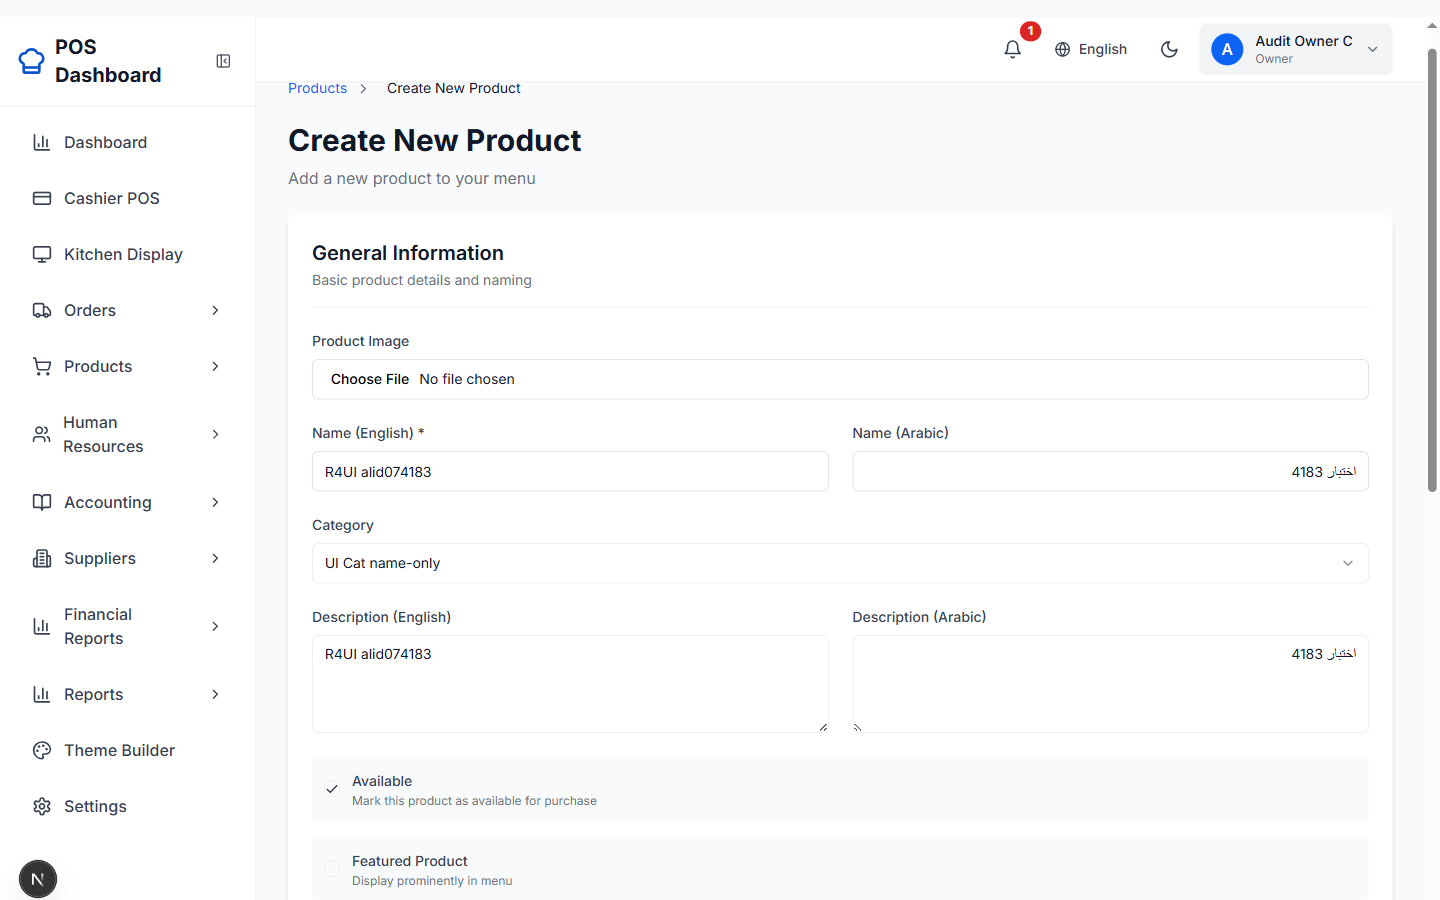 POS
Dashboard
1
English
A
Audit Owner C
Owner
Dashboard
Cashier POS
Kitchen Display
Orders
Products
Human
Resources
Accounting
Suppliers
Financial
Reports
Reports
Theme Builder
Settings
N
Products
Create New Product
Create New Product
Add a new product to your menu
General Information
Basic product details and naming
Product Image
Choose File No file chosen
Name (English) *
R4UI alid074183
Name (Arabic)
اختبار 4183
Category
UI Cat name-only
Description (English)
R4UI alid074183
Description (Arabic)
اختبار 4183
Available
Mark this product as available for purchase
Featured Product
Display prominently in menu